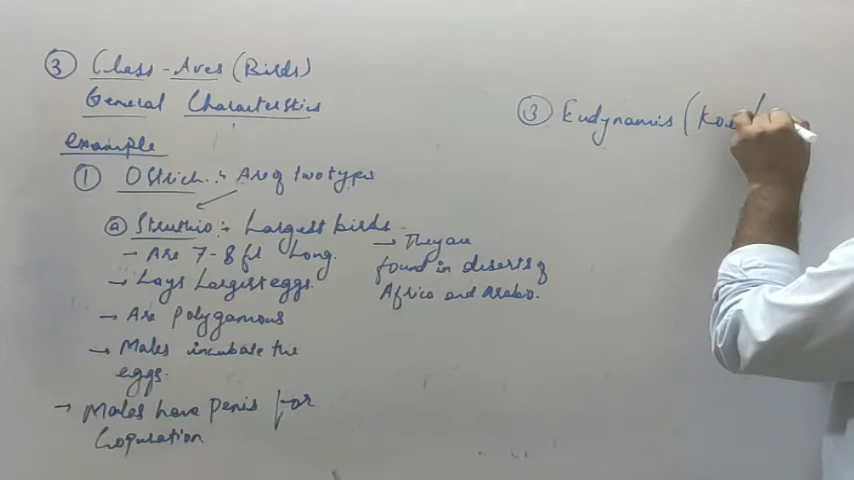 ③ Class - Aves (Birds)
General Characteristics
example
① Ostrich :- Are of two types
ⓐ Struthio :- Largest birds
- Are 7-8 ft long.
→ Lays Largest eggs.
→ Are polygamous
→ Males incubate the
eggs.
→ Males have Penis for
Copulation
→ They are
found in deserts of
Africa and Arabia.
③ Eudynamis (Ko